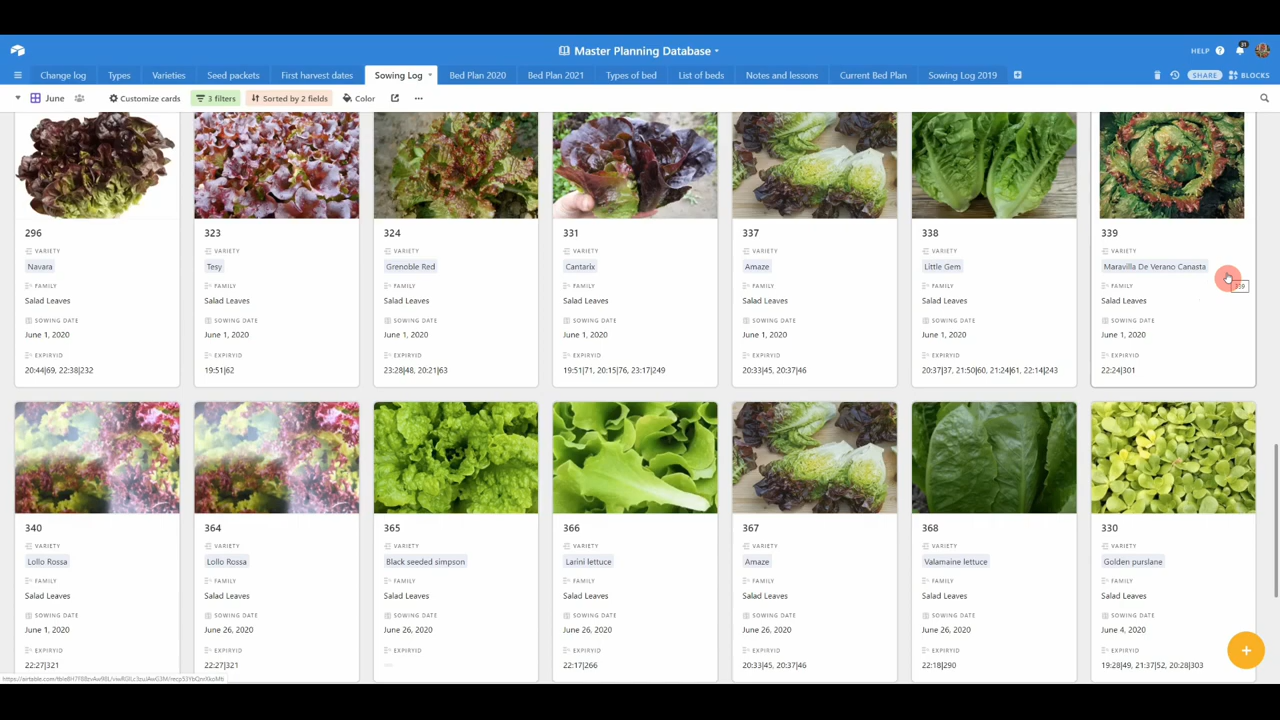 Master Planning Database
HELP
31
Change log Types Varieties Seed packets First harvest dates Sowing Log Bed Plan 2020 Bed Plan 2021 Types of bed List of beds Notes and lessons Current Bed Plan Sowing Log 2019 SHARE BLOCKS
June Customize cards 3 filters Sorted by 2 fields Color
296 323 324 331 337 338 339
VARIETY VARIETY VARIETY VARIETY VARIETY VARIETY VARIETY
Navara Tesy Grenoble Red Cantarix Amaze Little Gem Maravilla De Verano Canasta
339
FAMILY FAMILY FAMILY FAMILY FAMILY FAMILY FAMILY
Salad Leaves Salad Leaves Salad Leaves Salad Leaves Salad Leaves Salad Leaves Salad Leaves
SOWING DATE SOWING DATE SOWING DATE SOWING DATE SOWING DATE SOWING DATE SOWING DATE
June 1, 2020 June 1, 2020 June 1, 2020 June 1, 2020 June 1, 2020 June 1, 2020 June 1, 2020
EXPIRYID EXPIRYID EXPIRYID EXPIRYID EXPIRYID EXPIRYID EXPIRYID
20:44|69, 22:38|232 19:51|62 23:28|48, 20:21|63 19:51|71, 20:15|76, 23:17|249 20:33|45, 20:37|46 20:37|37, 21:50|60, 21:24|61, 22:14|243 22:24|301
340 364 365 366 367 368 330
VARIETY VARIETY VARIETY VARIETY VARIETY VARIETY VARIETY
Lollo Rossa Lollo Rossa Black seeded simpson Larini lettuce Amaze Valamaine lettuce Golden purslane
FAMILY FAMILY FAMILY FAMILY FAMILY FAMILY FAMILY
Salad Leaves Salad Leaves Salad Leaves Salad Leaves Salad Leaves Salad Leaves Salad Leaves
SOWING DATE SOWING DATE SOWING DATE SOWING DATE SOWING DATE SOWING DATE SOWING DATE
June 1, 2020 June 26, 2020 June 26, 2020 June 26, 2020 June 26, 2020 June 26, 2020 June 4, 2020
EXPIRYID EXPIRYID EXPIRYID EXPIRYID EXPIRYID EXPIRYID EXPIRYID
22:27|321 22:27|321 22:17|266 20:33|45, 20:37|46 22:18|290 19:28|49, 21:37|52, 20:28|303